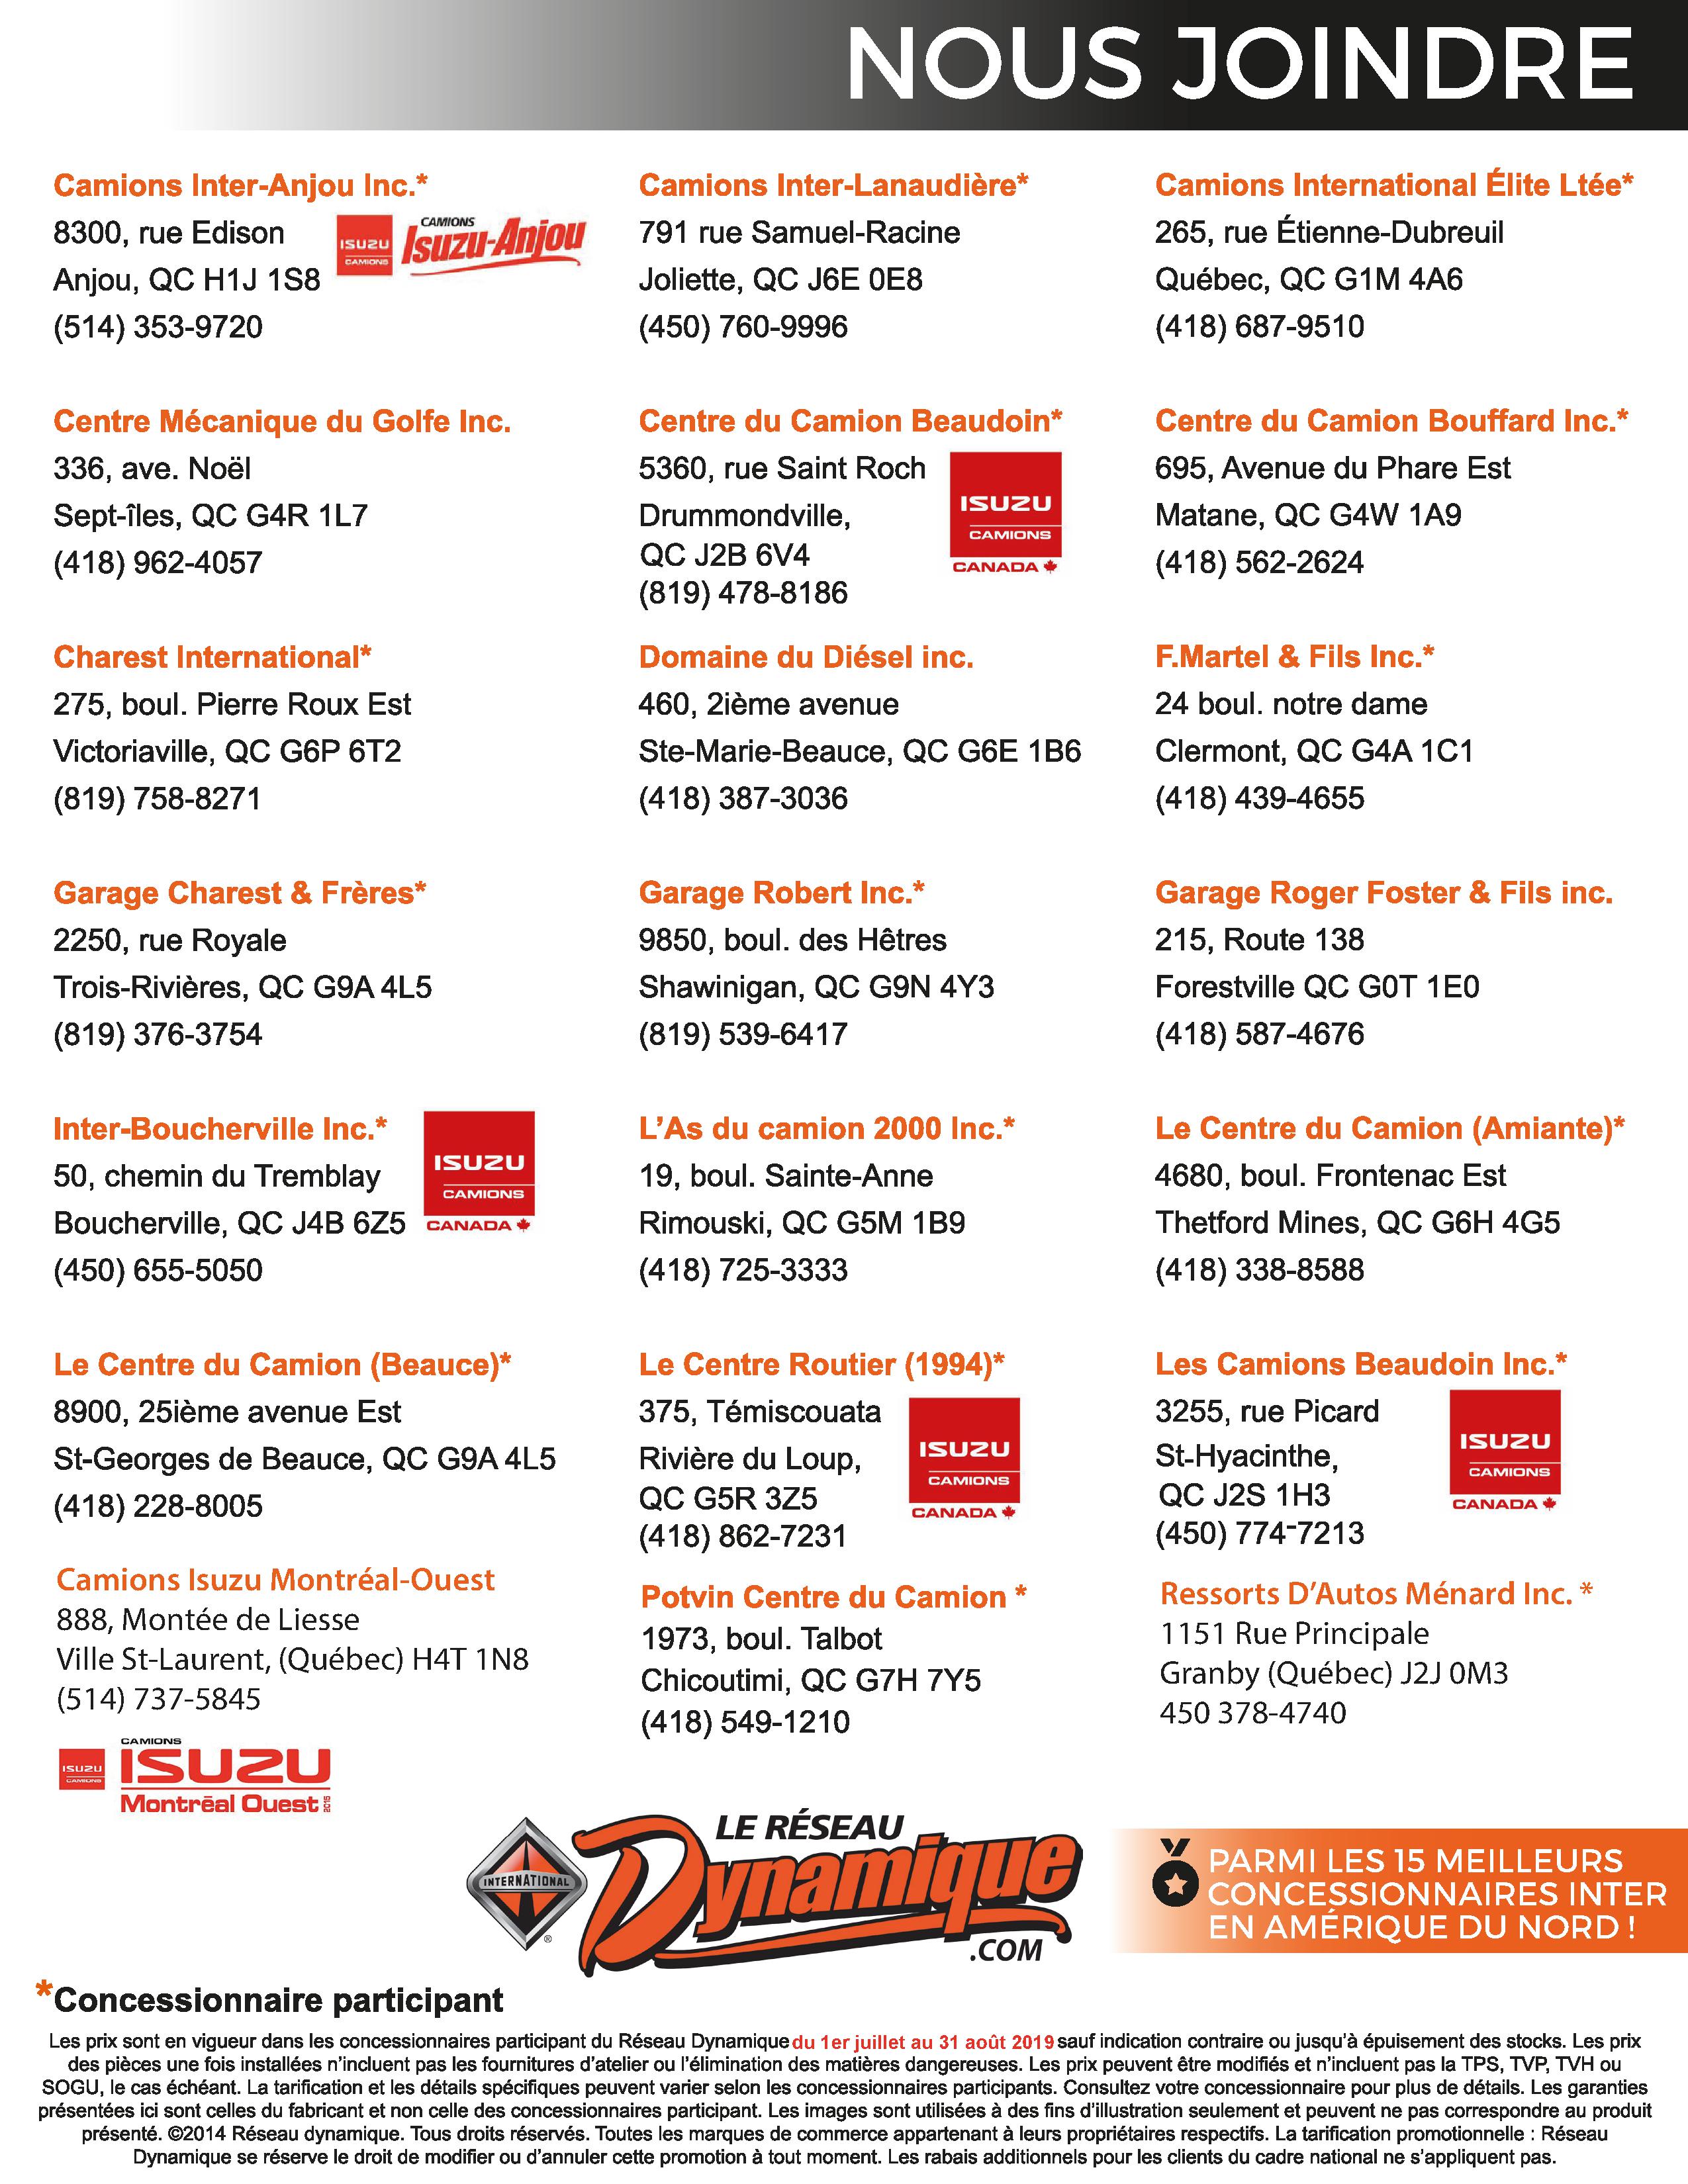 NOUS JOINDRE
Camions Inter-Anjou Inc.*
8300, rue Edison
Anjou, QC H1J 1S8
(514) 353-9720
ISUZU
CAMIONS
CAMIONS
Isuzu-Anjou
Camions Inter-Lanaudière*
791 rue Samuel-Racine
Joliette, QC J6E 0E8
(450) 760-9996
Camions International Élite Ltée*
265, rue Étienne-Dubreuil
Québec, QC G1M 4A6
(418) 687-9510
Centre Mécanique du Golfe Inc.
336, ave. Noël
Sept-îles, QC G4R 1L7
(418) 962-4057
Centre du Camion Beaudoin*
5360, rue Saint Roch
Drummondville,
QC J2B 6V4
(819) 478-8186
ISUZU
CAMIONS
CANADA
Centre du Camion Bouffard Inc.*
695, Avenue du Phare Est
Matane, QC G4W 1A9
(418) 562-2624
Charest International*
275, boul. Pierre Roux Est
Victoriaville, QC G6P 6T2
(819) 758-8271
Domaine du Diésel inc.
460, 2ième avenue
Ste-Marie-Beauce, QC G6E 1B6
(418) 387-3036
F.Martel & Fils Inc.*
24 boul. notre dame
Clermont, QC G4A 1C1
(418) 439-4655
Garage Charest & Frères*
2250, rue Royale
Trois-Rivières, QC G9A 4L5
(819) 376-3754
Garage Robert Inc.*
9850, boul. des Hêtres
Shawinigan, QC G9N 4Y3
(819) 539-6417
Garage Roger Foster & Fils inc.
215, Route 138
Forestville QC G0T 1E0
(418) 587-4676
Inter-Boucherville Inc.*
50, chemin du Tremblay
Boucherville, QC J4B 6Z5
(450) 655-5050
ISUZU
CAMIONS
CANADA
L'As du camion 2000 Inc.*
19, boul. Sainte-Anne
Rimouski, QC G5M 1B9
(418) 725-3333
Le Centre du Camion (Amiante)*
4680, boul. Frontenac Est
Thetford Mines, QC G6H 4G5
(418) 338-8588
Le Centre du Camion (Beauce)*
8900, 25ième avenue Est
St-Georges de Beauce, QC G9A 4L5
(418) 228-8005
Le Centre Routier (1994)*
375, Témiscouata
Rivière du Loup,
QC G5R 3Z5
(418) 862-7231
ISUZU
CAMIONS
CANADA
Les Camions Beaudoin Inc.*
3255, rue Picard
St-Hyacinthe,
QC J2S 1H3
(450) 774-7213
ISUZU
CAMIONS
CANADA
Camions Isuzu Montréal-Ouest
888, Montée de Liesse
Ville St-Laurent, (Québec) H4T 1N8
(514) 737-5845
ISUZU
CAMIONS
CAMIONS
ISUZU
Montréal Ouest 2015
Potvin Centre du Camion *
1973, boul. Talbot
Chicoutimi, QC G7H 7Y5
(418) 549-1210
Ressorts D'Autos Ménard Inc. *
1151 Rue Principale
Granby (Québec) J2J 0M3
450 378-4740
INTERNATIONAL
®
LE RÉSEAU
Dynamique
.COM
PARMI LES 15 MEILLEURS
CONCESSIONNAIRES INTER
EN AMÉRIQUE DU NORD !
*Concessionnaire participant
Les prix sont en vigueur dans les concessionnaires participant du Réseau Dynamique du 1er juillet au 31 août 2019 sauf indication contraire ou jusqu'à épuisement des stocks. Les prix
des pièces une fois installées n'incluent pas les fournitures d'atelier ou l'élimination des matières dangereuses. Les prix peuvent être modifiés et n'incluent pas la TPS, TVP, TVH ou
SOGU, le cas échéant. La tarification et les détails spécifiques peuvent varier selon les concessionnaires participants. Consultez votre concessionnaire pour plus de détails. Les garanties
présentées ici sont celles du fabricant et non celle des concessionnaires participant. Les images sont utilisées à des fins d'illustration seulement et peuvent ne pas correspondre au produit
présenté. ©2014 Réseau dynamique. Tous droits réservés. Toutes les marques de commerce appartenant à leurs propriétaires respectifs. La tarification promotionnelle : Réseau
Dynamique se réserve le droit de modifier ou d'annuler cette promotion à tout moment. Les rabais additionnels pour les clients du cadre national ne s'appliquent pas.